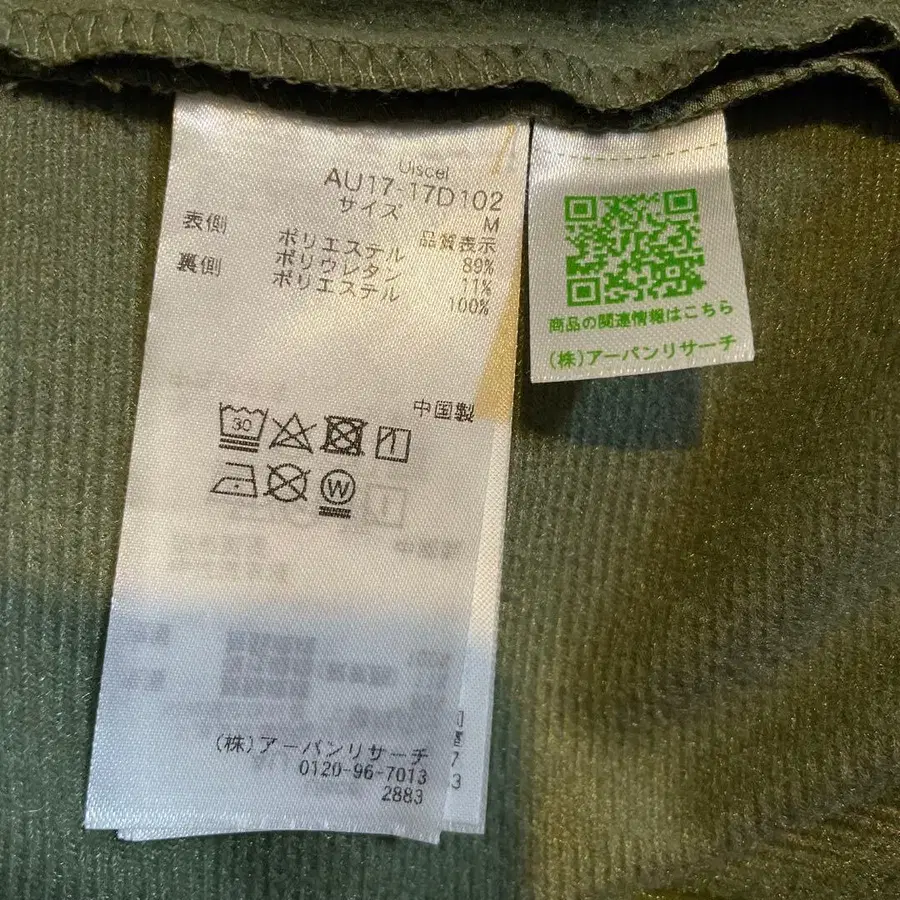 Uiscel
AU17-17D102
サイズ M
品質表示
表側 ポリエステル 89%
ポリウレタン 11%
裏側 ポリエステル 100%
中国製
30
W
(株)アーバンリサーチ
0120-96-7013
2883
商品の関連情報はこちら
(株)アーバンリサーチ